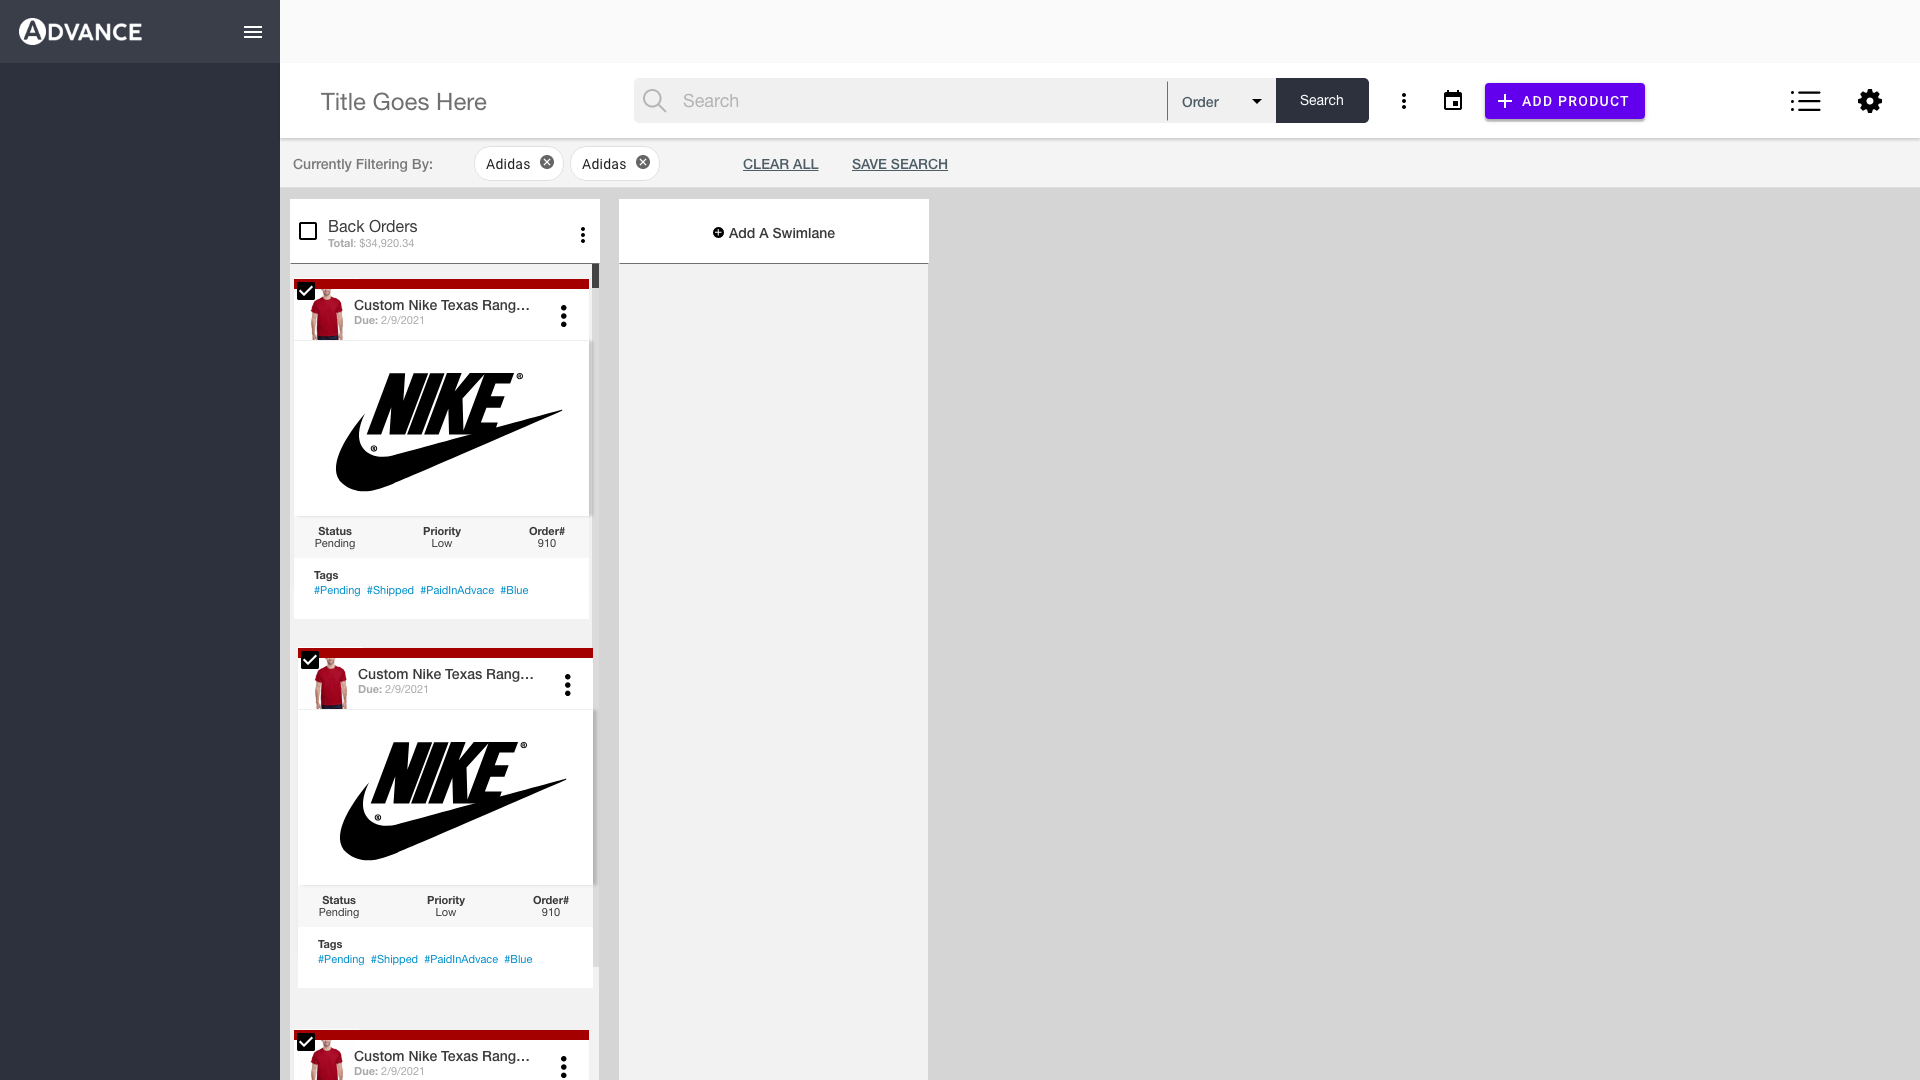 ADVANCE
Title Goes Here
Search
Order
Search
ADD PRODUCT
Currently Filtering By:
Adidas
Adidas
CLEAR ALL
SAVE SEARCH
Back Orders
Total: $34,920.34
Add A Swimlane
Custom Nike Texas Rang...
Due: 2/9/2021
NIKE®
®
Status Priority Order#
Pending Low 910
Tags
#Pending #Shipped #PaidInAdvace #Blue
Custom Nike Texas Rang...
Due: 2/9/2021
NIKE®
®
Status Priority Order#
Pending Low 910
Tags
#Pending #Shipped #PaidInAdvace #Blue
Custom Nike Texas Rang...
Due: 2/9/2021